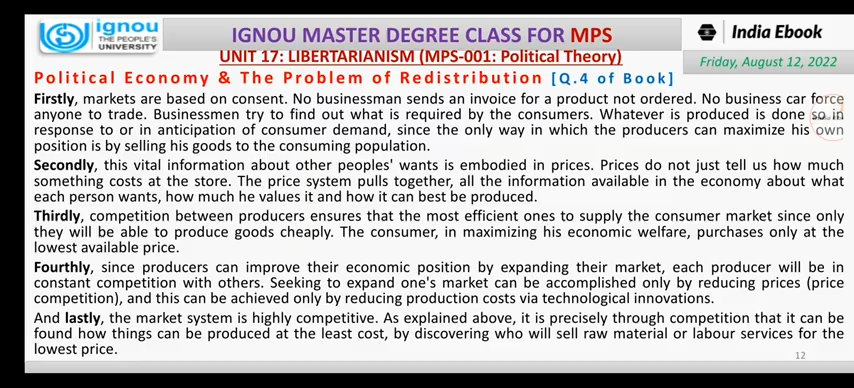 ignou
THE PEOPLE'S
UNIVERSITY
IGNOU MASTER DEGREE CLASS FOR MPS
India Ebook
UNIT 17: LIBERTARIANISM (MPS-001: Political Theory)
Friday, August 12, 2022
Political Economy & The Problem of Redistribution [Q.4 of Book]
Firstly, markets are based on consent. No businessman sends an invoice for a product not ordered. No business car force
anyone to trade. Businessmen try to find out what is required by the consumers. Whatever is produced is done so in
response to or in anticipation of consumer demand, since the only way in which the producers can maximize his own
position is by selling his goods to the consuming population.
Secondly, this vital information about other peoples' wants is embodied in prices. Prices do not just tell us how much
something costs at the store. The price system pulls together, all the information available in the economy about what
each person wants, how much he values it and how it can best be produced.
Thirdly, competition between producers ensures that the most efficient ones to supply the consumer market since only
they will be able to produce goods cheaply. The consumer, in maximizing his economic welfare, purchases only at the
lowest available price.
Fourthly, since producers can improve their economic position by expanding their market, each producer will be in
constant competition with others. Seeking to expand one's market can be accomplished only by reducing prices (price
competition), and this can be achieved only by reducing production costs via technological innovations.
And lastly, the market system is highly competitive. As explained above, it is precisely through competition that it can be
found how things can be produced at the least cost, by discovering who will sell raw material or labour services for the
lowest price.
12